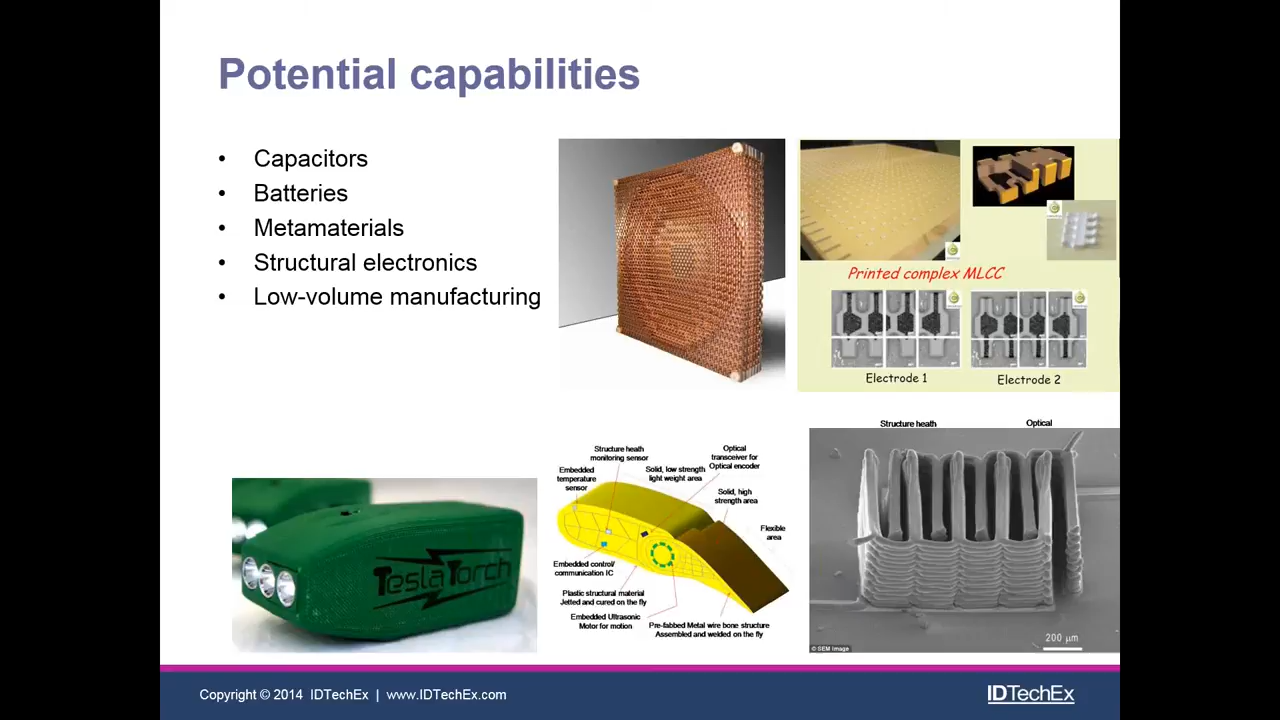 Potential capabilities
• Capacitors
• Batteries
• Metamaterials
• Structural electronics
• Low-volume manufacturing
Printed complex MLCC
Electrode 1
Electrode 2
TeslaTorch
Structure heath
monitoring sensor
Optical
transceiver for
Optical encoder
Embedded
temperature
sensor
Solid, low strength
light weight area
Solid, high
strength area
Flexible
area
Embedded control/
communication IC
Plastic structural material
Jetted and cured on the fly
Embedded Ultrasonic
Motor for motion
Pre-fabbed Metal wire bone structure
Assembled and welded on the fly
Structure heath
Optical
200 μm
© SEM Image
Copyright © 2014 IDTechEx | www.IDTechEx.com
IDTechEx